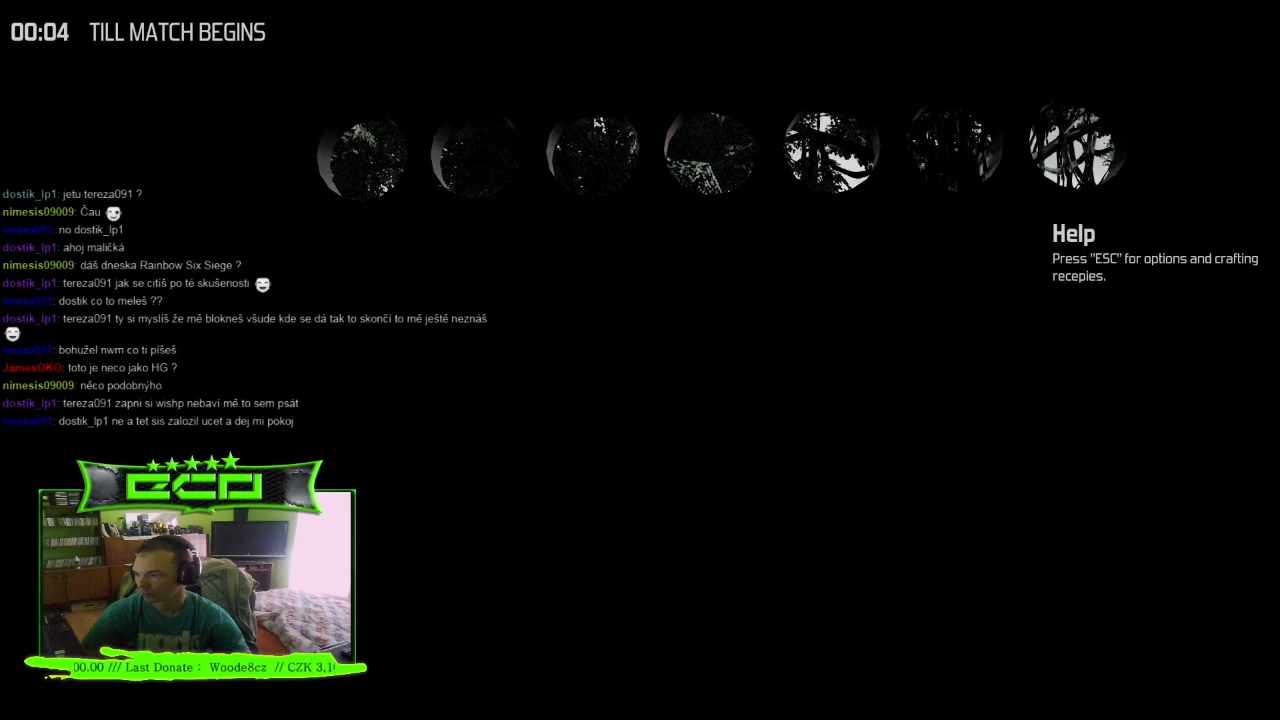 00:04 TILL MATCH BEGINS
dostik_lp1: jetu tereza091 ?
nimesis09009: Čau
tereza091: no dostik_lp1
dostik_lp1: ahoj maličká
Help
nimesis09009: dáš dneska Rainbow Six Siege ?
Press "ESC" for options and crafting
recepies.
dostik_lp1: tereza091 jak se cítíš po té skušenosti
tereza091: dostik co to meleš ??
dostik_lp1: tereza091 ty si myslíš že mě blokneš všude kde se dá tak to skončí to mě ještě neznáš
tereza091: bohužel nwm co ti píšeš
JamesOKO: toto je neco jako HG ?
nimesis09009: něco podobnýho
dostik_lp1: tereza091 zapni si wishp nebaví mě to sem psát
tereza091: dostik_lp1 ne a tet sis zalozil ucet a dej mi pokoj
ECO
00.00 /// Last Donate : Woode8cz // CZK 3,1